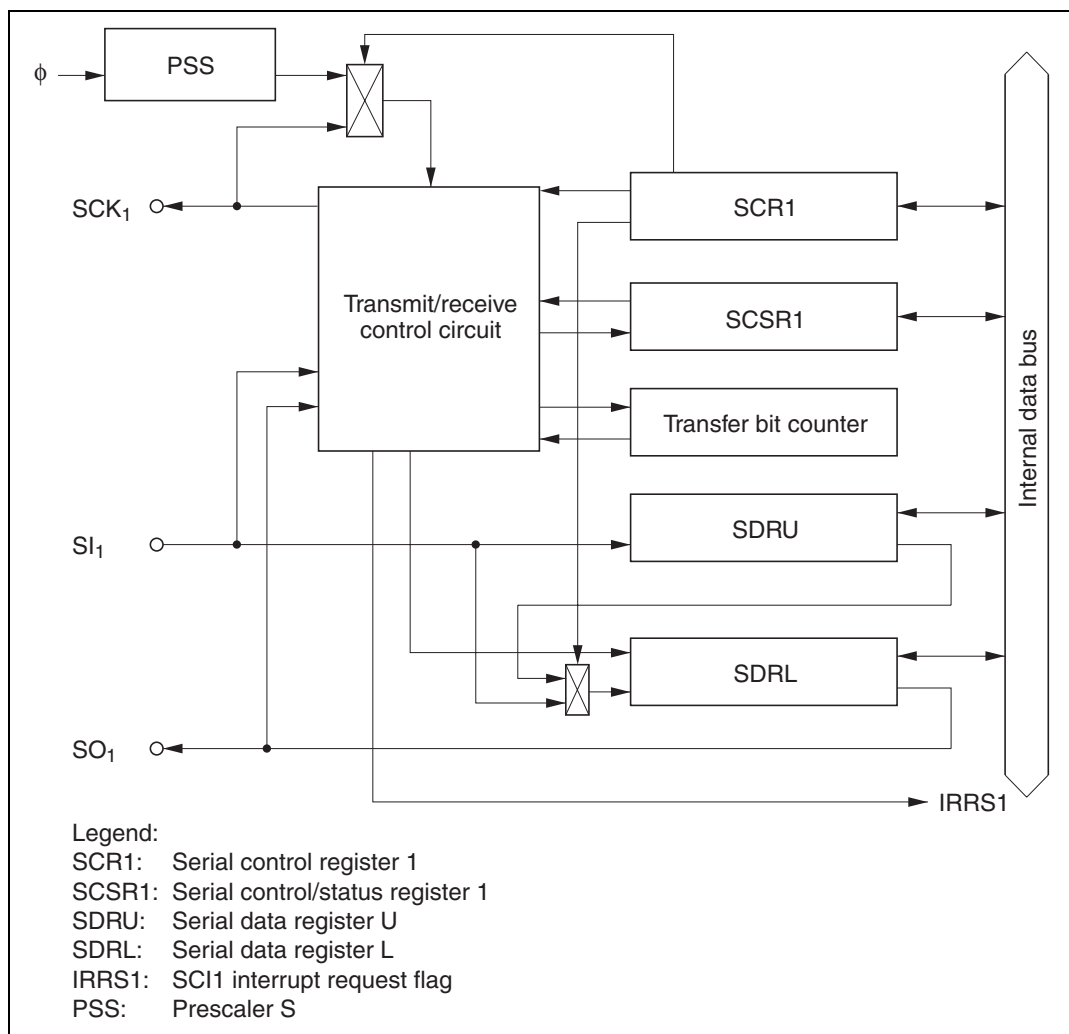 ϕ
PSS
SCK1
SCR1
Transmit/receive
control circuit
SCSR1
Transfer bit counter
Internal data bus
SI1
SDRU
SDRL
SO1
IRRS1
Legend:
SCR1: Serial control register 1
SCSR1: Serial control/status register 1
SDRU: Serial data register U
SDRL: Serial data register L
IRRS1: SCI1 interrupt request flag
PSS: Prescaler S